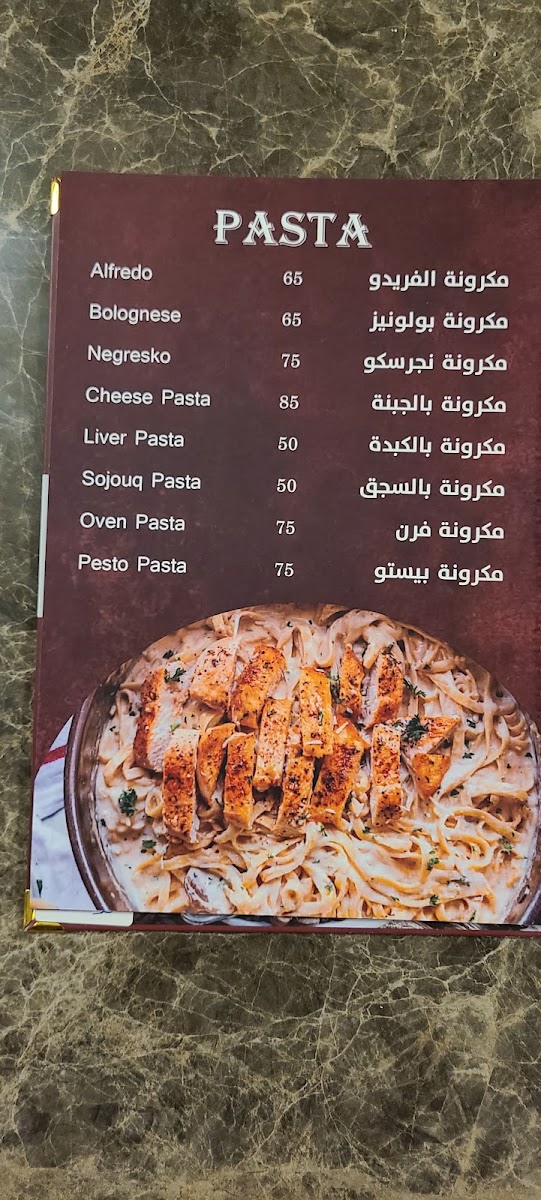 PASTA
Alfredo 65 مكرونة الفريدو
Bolognese 65 مكرونة بولونيز
Negresko 75 مكرونة نجرسكو
Cheese Pasta 85 مكرونة بالجبنة
Liver Pasta 50 مكرونة بالكبدة
Sojouq Pasta 50 مكرونة بالسجق
Oven Pasta 75 مكرونة فرن
Pesto Pasta 75 مكرونة بيستو